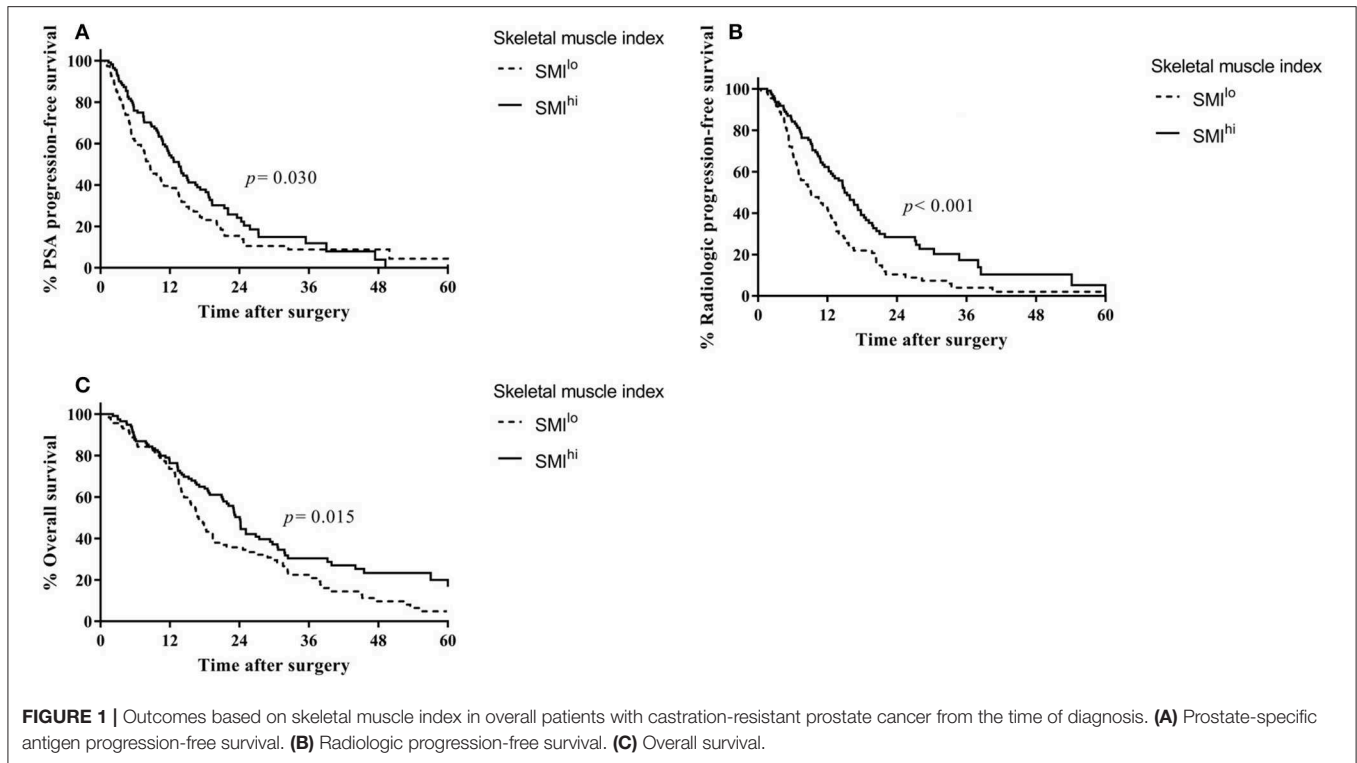 A
Skeletal muscle index
SMI^lo
SMI^hi
% PSA progression-free survival
100
80
60
40
20
0
p= 0.030
0 12 24 36 48 60
Time after surgery
B
Skeletal muscle index
SMI^lo
SMI^hi
% Radiologic progression-free survival
100
80
60
40
20
0
p< 0.001
0 12 24 36 48 60
Time after surgery
C
Skeletal muscle index
SMI^lo
SMI^hi
% Overall survival
100
80
60
40
20
0
p= 0.015
0 12 24 36 48 60
Time after surgery
FIGURE 1 | Outcomes based on skeletal muscle index in overall patients with castration-resistant prostate cancer from the time of diagnosis. (A) Prostate-specific
antigen progression-free survival. (B) Radiologic progression-free survival. (C) Overall survival.